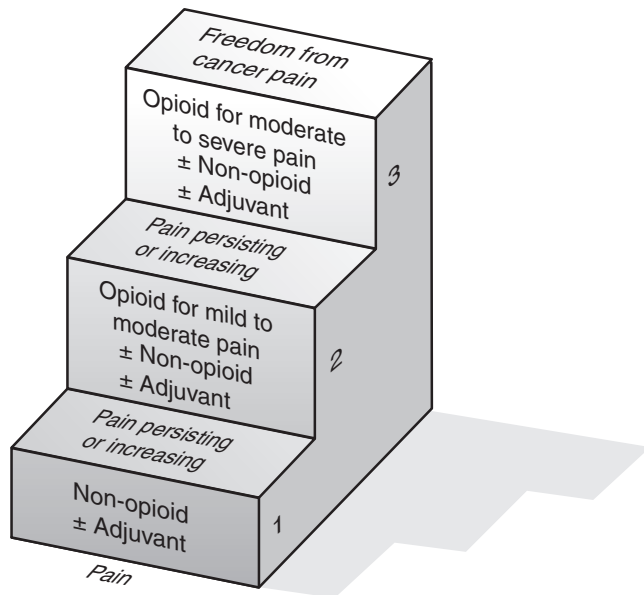 Freedom from
cancer pain
Opioid for moderate
to severe pain
± Non-opioid
± Adjuvant
3
Pain persisting
or increasing
Opioid for mild to
moderate pain
± Non-opioid
± Adjuvant
2
Pain persisting
or increasing
Non-opioid
± Adjuvant
1
Pain